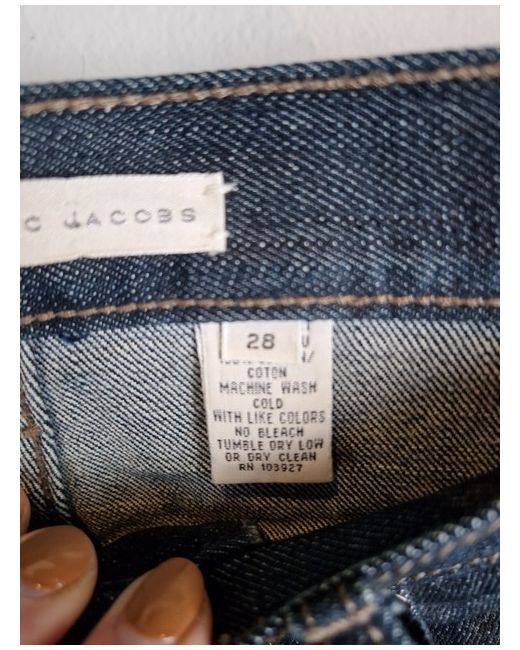 C JACOBS
28
COTON
MACHINE WASH
COLD
WITH LIKE COLORS
NO BLEACH
TUMBLE DRY LOW
OR DRY CLEAN
RN 103927